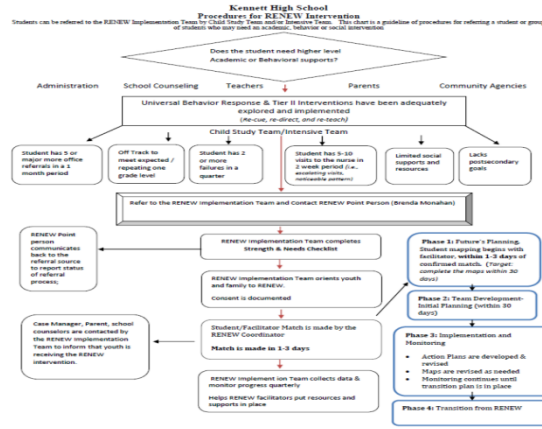 Kennett High School
Procedures for RENEW Intervention
Students can be referred to the RENEW Implementation Team by Child Study Team and/or Intensive Team. This chart is a guideline of procedures for referring a student or group
of students who may need an academic, behavior or social intervention
Does the student need higher level
Academic or Behavioral supports?
Administration School Counseling Teachers Parents Community Agencies
Universal Behavior Response & Tier II Interventions have been adequately
explored and implemented
(Re-cue, re-direct, and re-teach)
Child Study Team/Intensive Team
Student has 5 or
major more office
referrals in a 1
month period
Off Track to
meet expected /
repeating one
grade level
Student has 2
or more
failures in a
quarter
Student has 5-10
visits to the nurse in
2 week period (i.e.,
escalating visits,
noticeable pattern)
Limited social
supports and
resources
Lacks
postsecondary
goals
Refer to the RENEW Implementation Team and Contact RENEW Point Person (Brenda Monahan)
RENEW Point
person
communicates
back to the
referral source
to report status
of referral
process;
RENEW Implementation Team completes
Strength & Needs Checklist
RENEW Implementation Team orients youth
and family to RENEW.
Consent is documented
Student/Facilitator Match is made by the
RENEW Coordinator
Match is made in 1-3 days
Case Manager, Parent, school
counselors are contacted by
the RENEW Implementation
Team to inform that youth is
receiving the RENEW
intervention.
RENEW Implement ion Team collects data &
monitor progress quarterly
Helps RENEW facilitators put resources and
supports in place
Phase 1: Future's Planning,
Student mapping begins with
facilitator, within 1-3 days of
confirmed match. (Target:
complete the maps within 30
days)
Phase 2: Team Development-
Initial Planning (within 30
days)
Phase 3: Implementation and
Monitoring
• Action Plans are developed &
revised
• Maps are revised as needed
• Monitoring continues until
transition plan is in place
Phase 4: Transition from RENEW